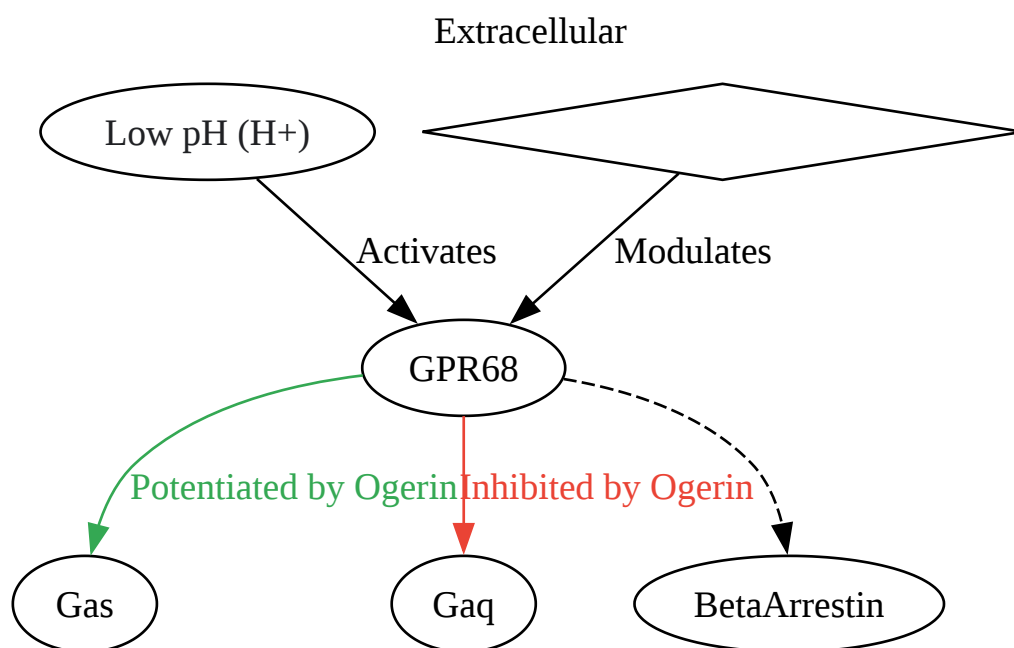 Extracellular
Low pH (H+)
Activates
Modulates
GPR68
Potentiated by Ogerin
Inhibited by Ogerin
Gas
Gaq
BetaArrestin